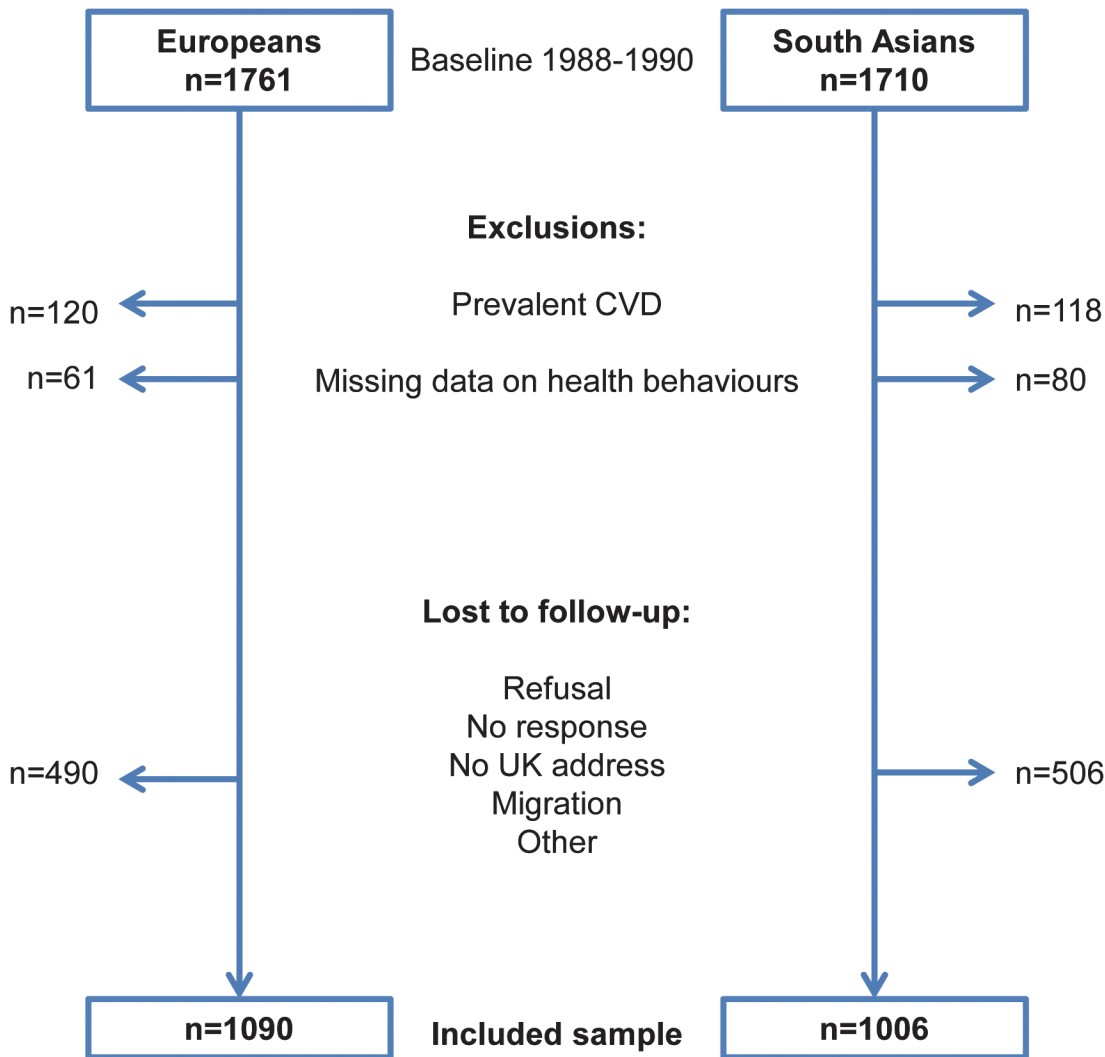 Europeans
n=1761
Baseline 1988-1990
South Asians
n=1710
Exclusions:
n=120
Prevalent CVD
n=118
n=61
Missing data on health behaviours
n=80
Lost to follow-up:
Refusal
No response
No UK address
n=490
n=506
Migration
Other
n=1090
Included sample
n=1006